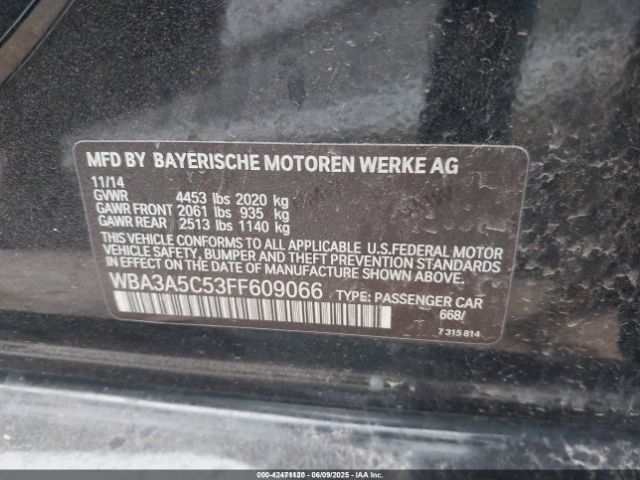 MFD BY BAYERISCHE MOTOREN WERKE AG
11/14
GVWR 4453 lbs 2020 kg
GAWR FRONT 2061 lbs 935 kg
GAWR REAR 2513 lbs 1140 kg
THIS VEHICLE CONFORMS TO ALL APPLICABLE U.S.FEDERAL MOTOR
VEHICLE SAFETY, BUMPER AND THEFT PREVENTION STANDARDS
IN EFFECT ON THE DATE OF MANUFACTURE SHOWN ABOVE.
WBA3A5C53FF609066 TYPE: PASSENGER CAR
668/
7 315 814
000-42471120 | 06/09/2025 | IAAI.com